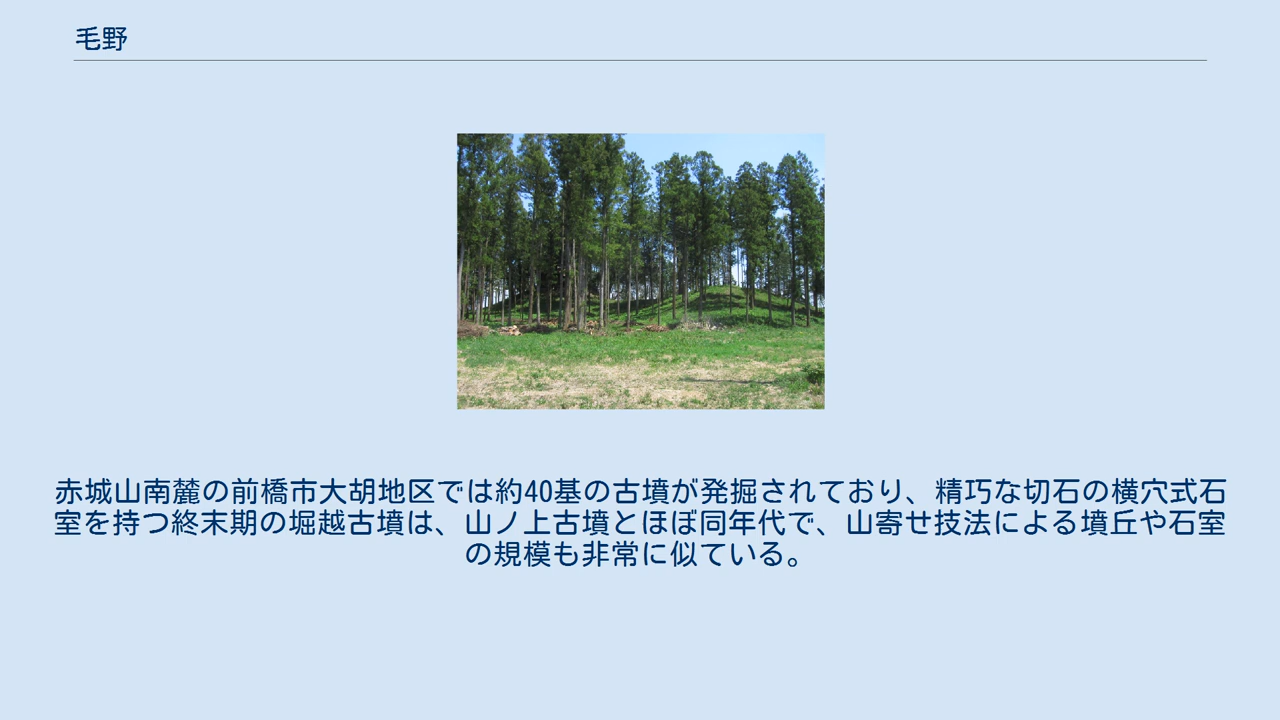 毛野
赤城山南麓の前橋市大胡地区では約40基の古墳が発掘されており、精巧な切石の横穴式石
室を持つ終末期の堀越古墳は、山ノ上古墳とほぼ同年代で、山寄せ技法による墳丘や石室
の規模も非常に似ている。